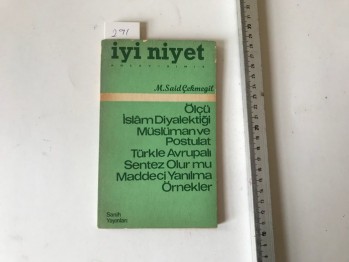 291
iyi niyet
M. Said Çekmegil
Ölçü
İslâm Diyalektiği
Müslüman ve
Postulat
Türkle Avrupalı
Sentez Olur mu
Maddeci Yanılma
Örnekler